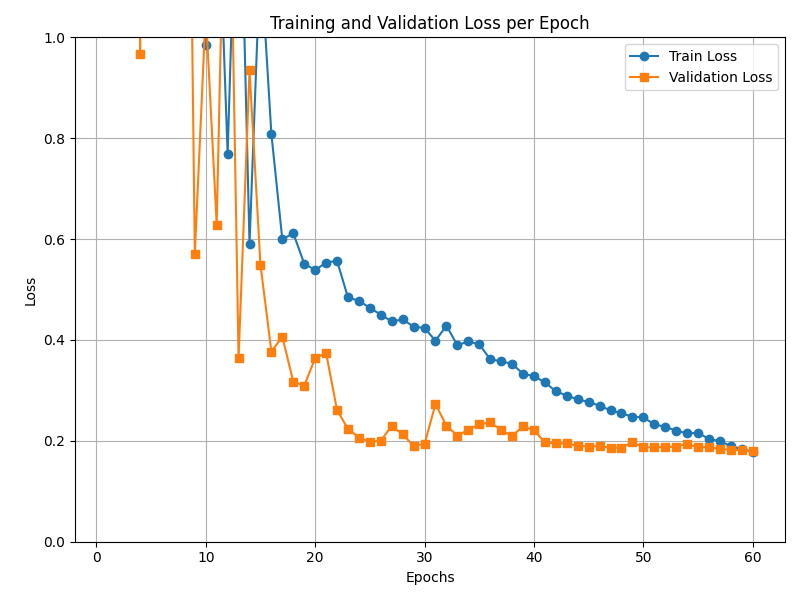 Training and Validation Loss per Epoch
Train Loss
Validation Loss
1.0
0.8
0.6
0.4
0.2
0.0
Loss
0 10 20 30 40 50 60
Epochs